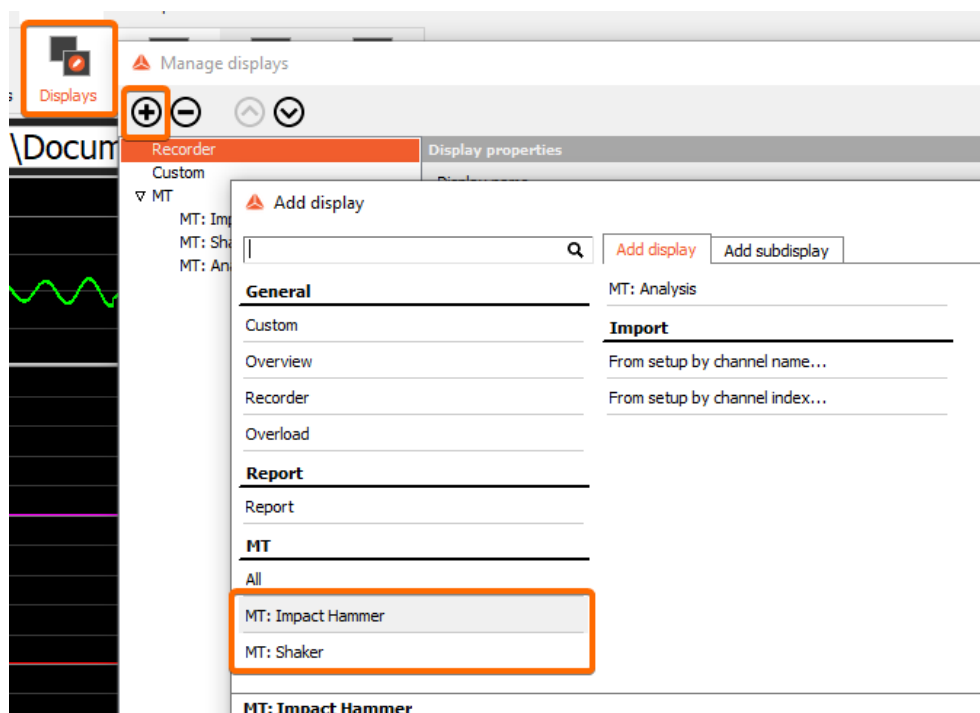 Displays
Manage displays
\Docum
Recorder
Display properties
Custom
Display name
MT
Add display
MT: Imp
MT: Sha
MT: Ana
Add display
Add subdisplay
General
MT: Analysis
Custom
Import
Overview
From setup by channel name...
Recorder
From setup by channel index...
Overload
Report
Report
MT
All
MT: Impact Hammer
MT: Shaker
MT: Impact Hammer